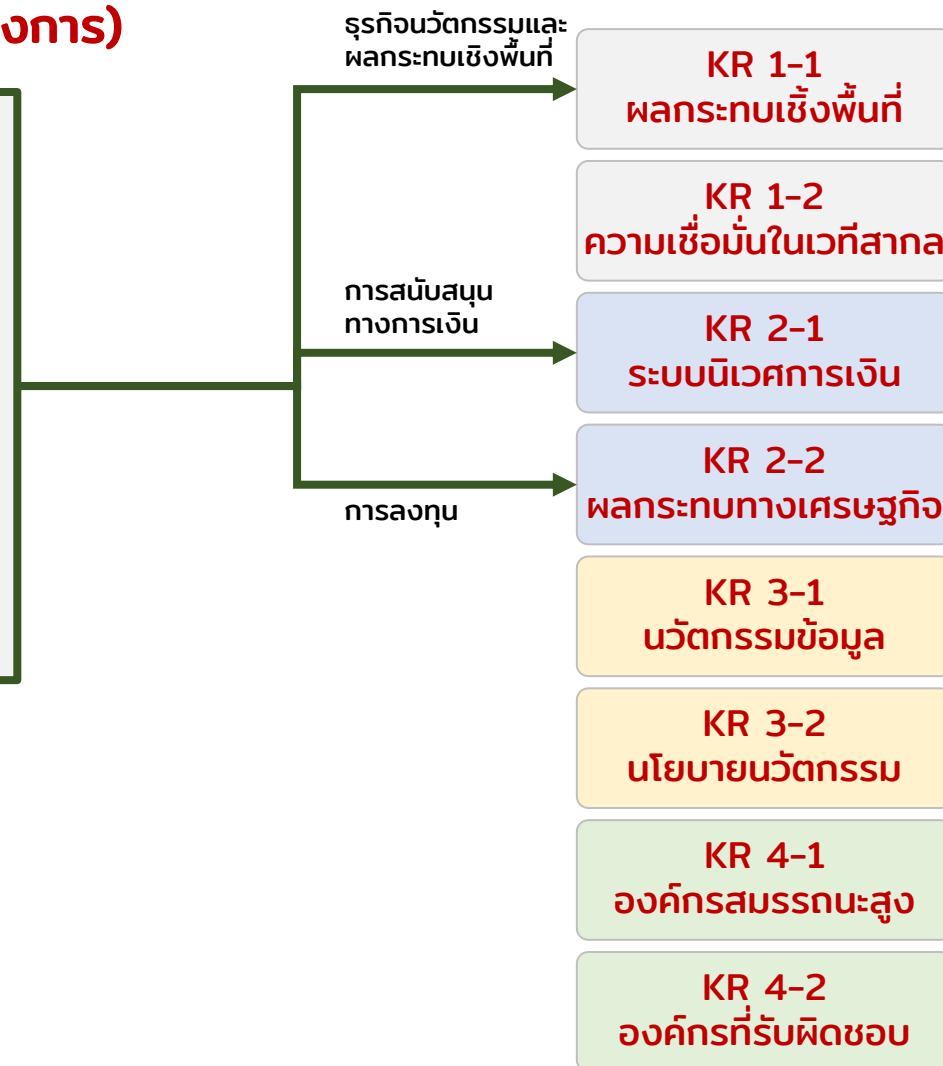 งการ)
ธุรกิจนวัตกรรมและ
ผลกระทบเชิงพื้นที่
KR 1-1
ผลกระทบเชิ้งพื้นที่
KR 1-2
ความเชื่อมั่นในเวทีสากล
การสนับสนุน
ทางการเงิน
KR 2-1
ระบบนิเวศการเงิน
KR 2-2
ผลกระทบทางเศรษฐกิจ
การลงทุน
KR 3-1
นวัตกรรมข้อมูล
KR 3-2
นโยบายนวัตกรรม
KR 4-1
องค์กรสมรรถนะสูง
KR 4-2
องค์กรที่รับผิดชอบ